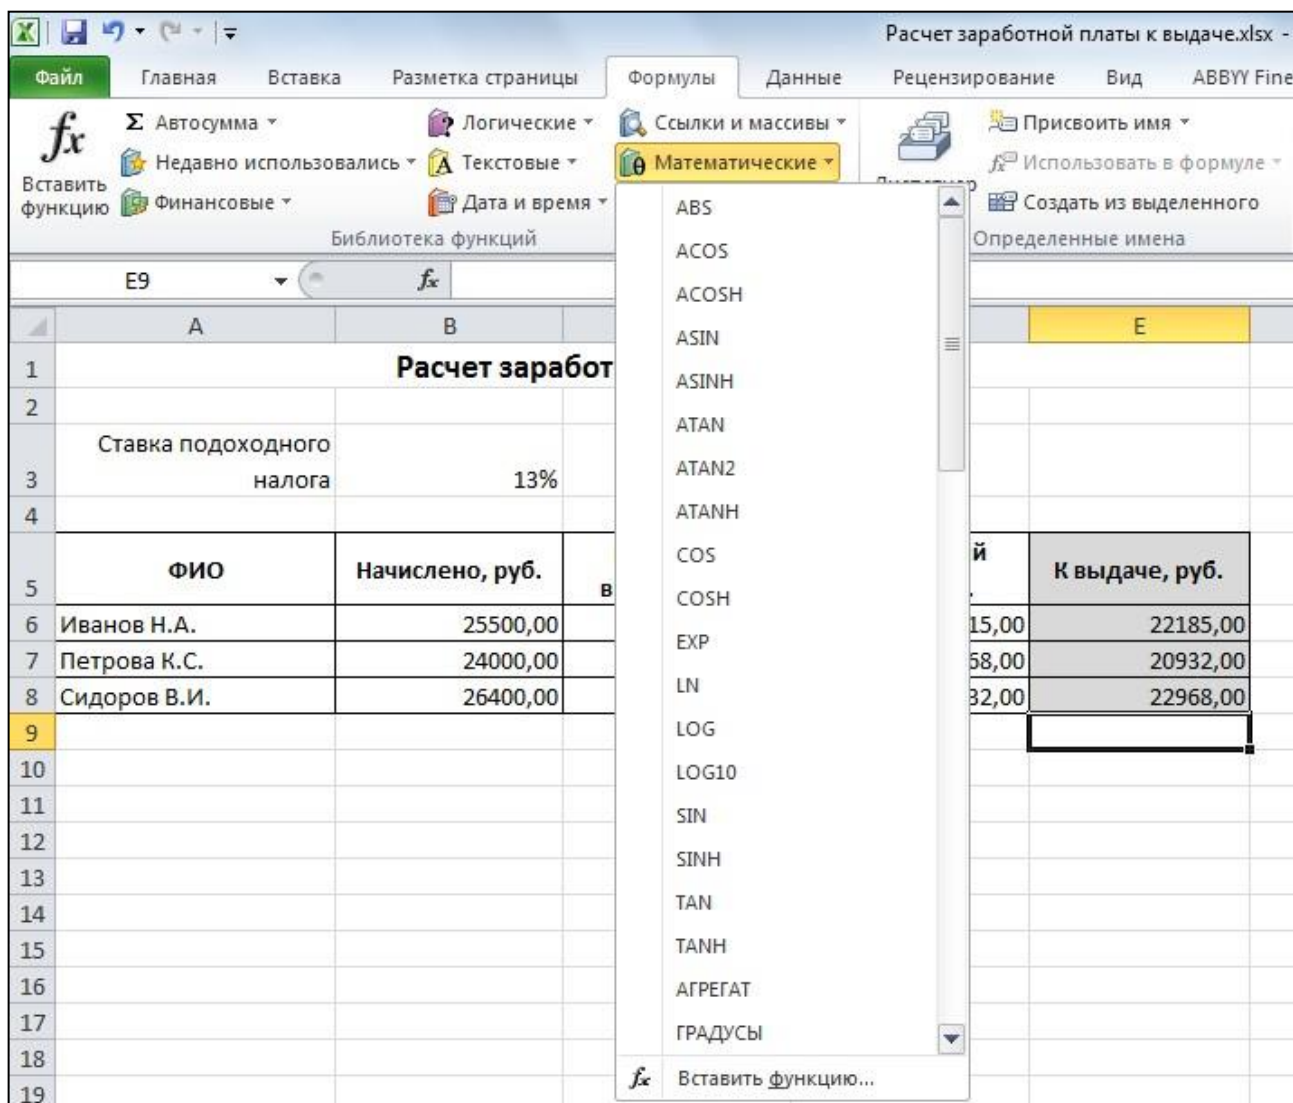 Расчет заработной платы к выдаче.xlsx -
Файл Главная Вставка Разметка страницы Формулы Данные Рецензирование Вид ABBYY Fine
Σ Автосумма Логические Ссылки и массивы Присвоить имя
Недавно использовались Текстовые Математические Использовать в формуле
Вставить функцию Финансовые Дата и время Создать из выделенного
Библиотека функций Определенные имена
E9 fx
A B E
1 Расчет заработ
2
3 Ставка подоходного налога 13%
4
5 ФИО Начислено, руб. в й . К выдаче, руб.
6 Иванов Н.А. 25500,00 15,00 22185,00
7 Петрова К.С. 24000,00 68,00 20932,00
8 Сидоров В.И. 26400,00 32,00 22968,00
9
10
11
12
13
14
15
16
17
18
19
ABS
ACOS
ACOSH
ASIN
ASINH
ATAN
ATAN2
ATANH
COS
COSH
EXP
LN
LOG
LOG10
SIN
SINH
TAN
TANH
АГРЕГАТ
ГРАДУСЫ
fx Вставить функцию...